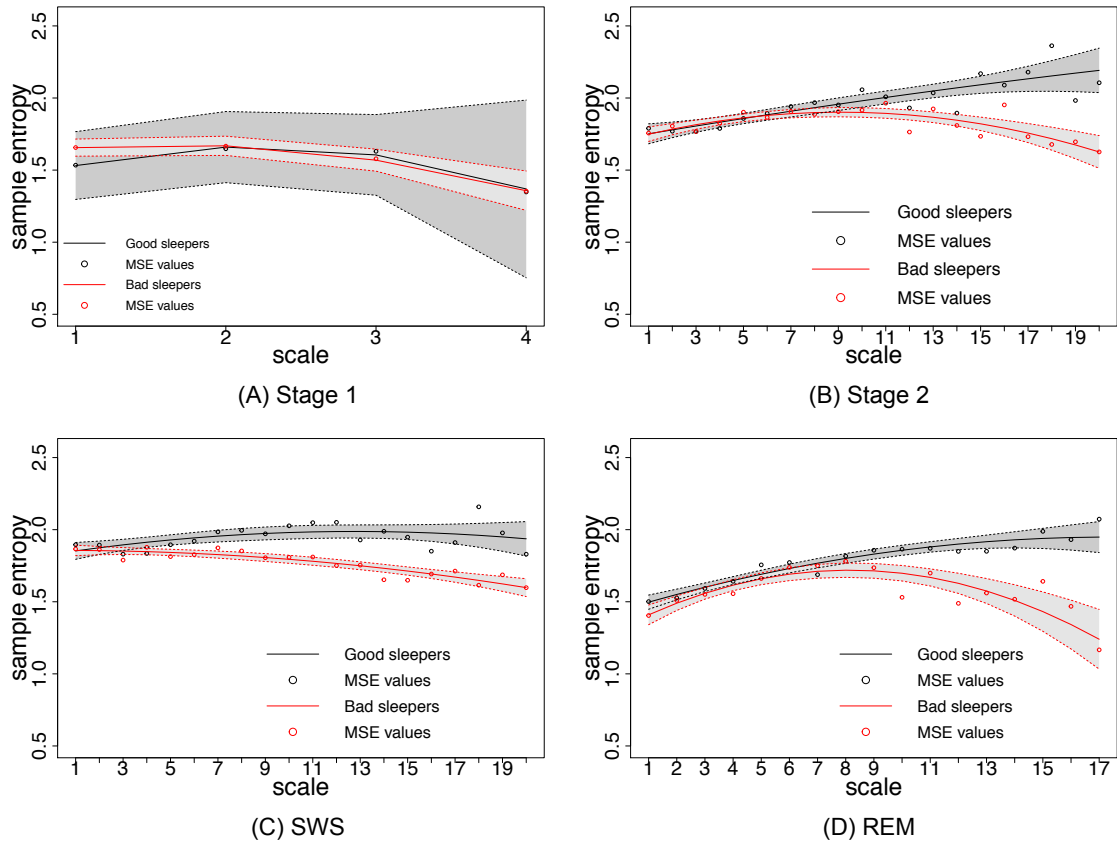 2.5
2.0
1.5
1.0
0.5
sample entropy
Good sleepers
MSE values
Bad sleepers
MSE values
1 2 3 4
scale
(A) Stage 1
2.5
2.0
1.5
1.0
0.5
sample entropy
Good sleepers
MSE values
Bad sleepers
MSE values
1 3 5 7 9 11 13 15 17 19
scale
(B) Stage 2
2.5
2.0
1.5
1.0
0.5
sample entropy
Good sleepers
MSE values
Bad sleepers
MSE values
1 3 5 7 9 11 13 15 17 19
scale
(C) SWS
2.5
2.0
1.5
1.0
0.5
sample entropy
Good sleepers
MSE values
Bad sleepers
MSE values
1 2 3 4 5 6 7 8 9 11 13 15 17
scale
(D) REM